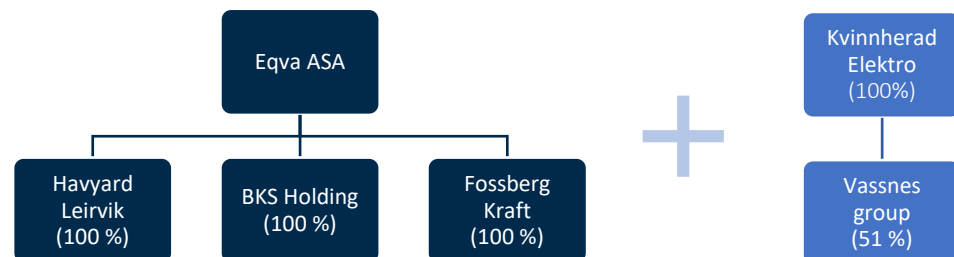 Eqva ASA
Kvinnherad
Elektro
(100%)
Havyard
Leirvik
(100 %)
BKS Holding
(100 %)
Fossberg
Kraft
(100 %)
Vassnes
group
(51 %)